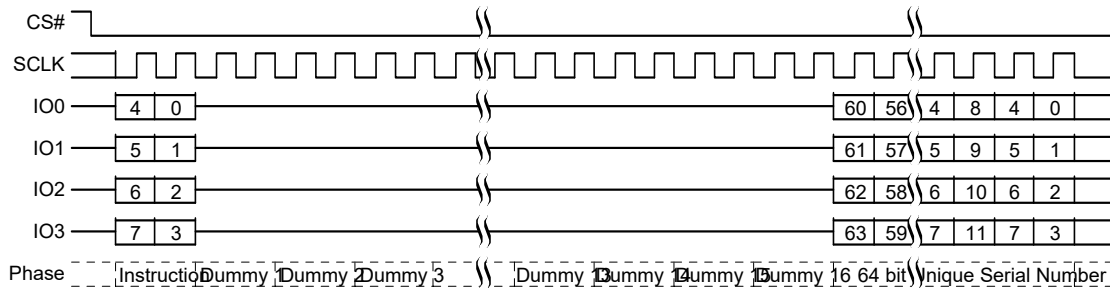 CS#
SCLK
IO0 4 0 60 56 4 8 4 0
IO1 5 1 61 57 5 9 5 1
IO2 6 2 62 58 6 10 6 2
IO3 7 3 63 59 7 11 7 3
Phase Instruction Dummy 1 Dummy 2 Dummy 3 Dummy 13 Dummy 14 Dummy 15 Dummy 16 64 bit Unique Serial Number